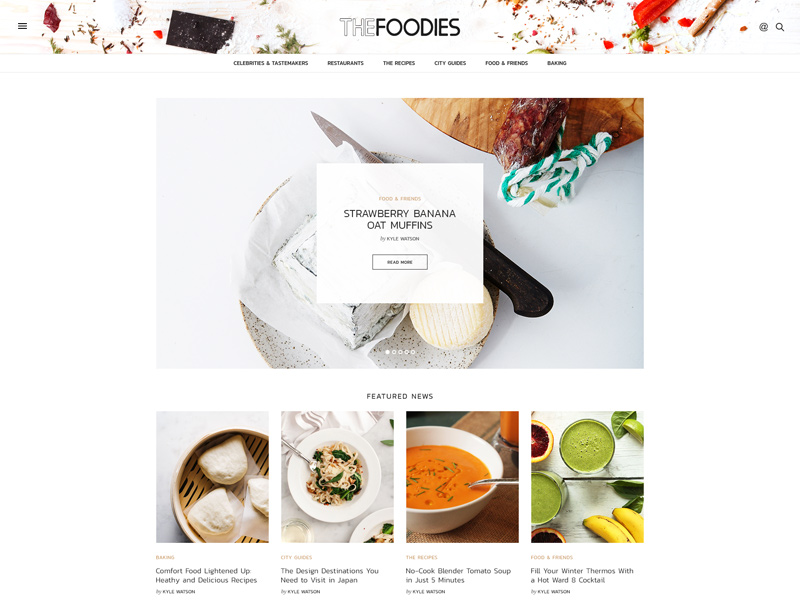 THEFOODIES
@
CELEBRITIES & TASTEMAKERS RESTAURANTS THE RECIPES CITY GUIDES FOOD & FRIENDS BAKING
FOOD & FRIENDS
STRAWBERRY BANANA
OAT MUFFINS
by KYLE WATSON
READ MORE
FEATURED NEWS
BAKING
Comfort Food Lightened Up
Heathy and Delicious Recipes
by KYLE WATSON
CITY GUIDES
The Design Destinations You
Need to Visit in Japan
by KYLE WATSON
THE RECIPES
No-Cook Blender Tomato Soup
in Just 5 Minutes
by KYLE WATSON
FOOD & FRIENDS
Fill Your Winter Thermos With
a Hot Ward 8 Cocktail
by KYLE WATSON